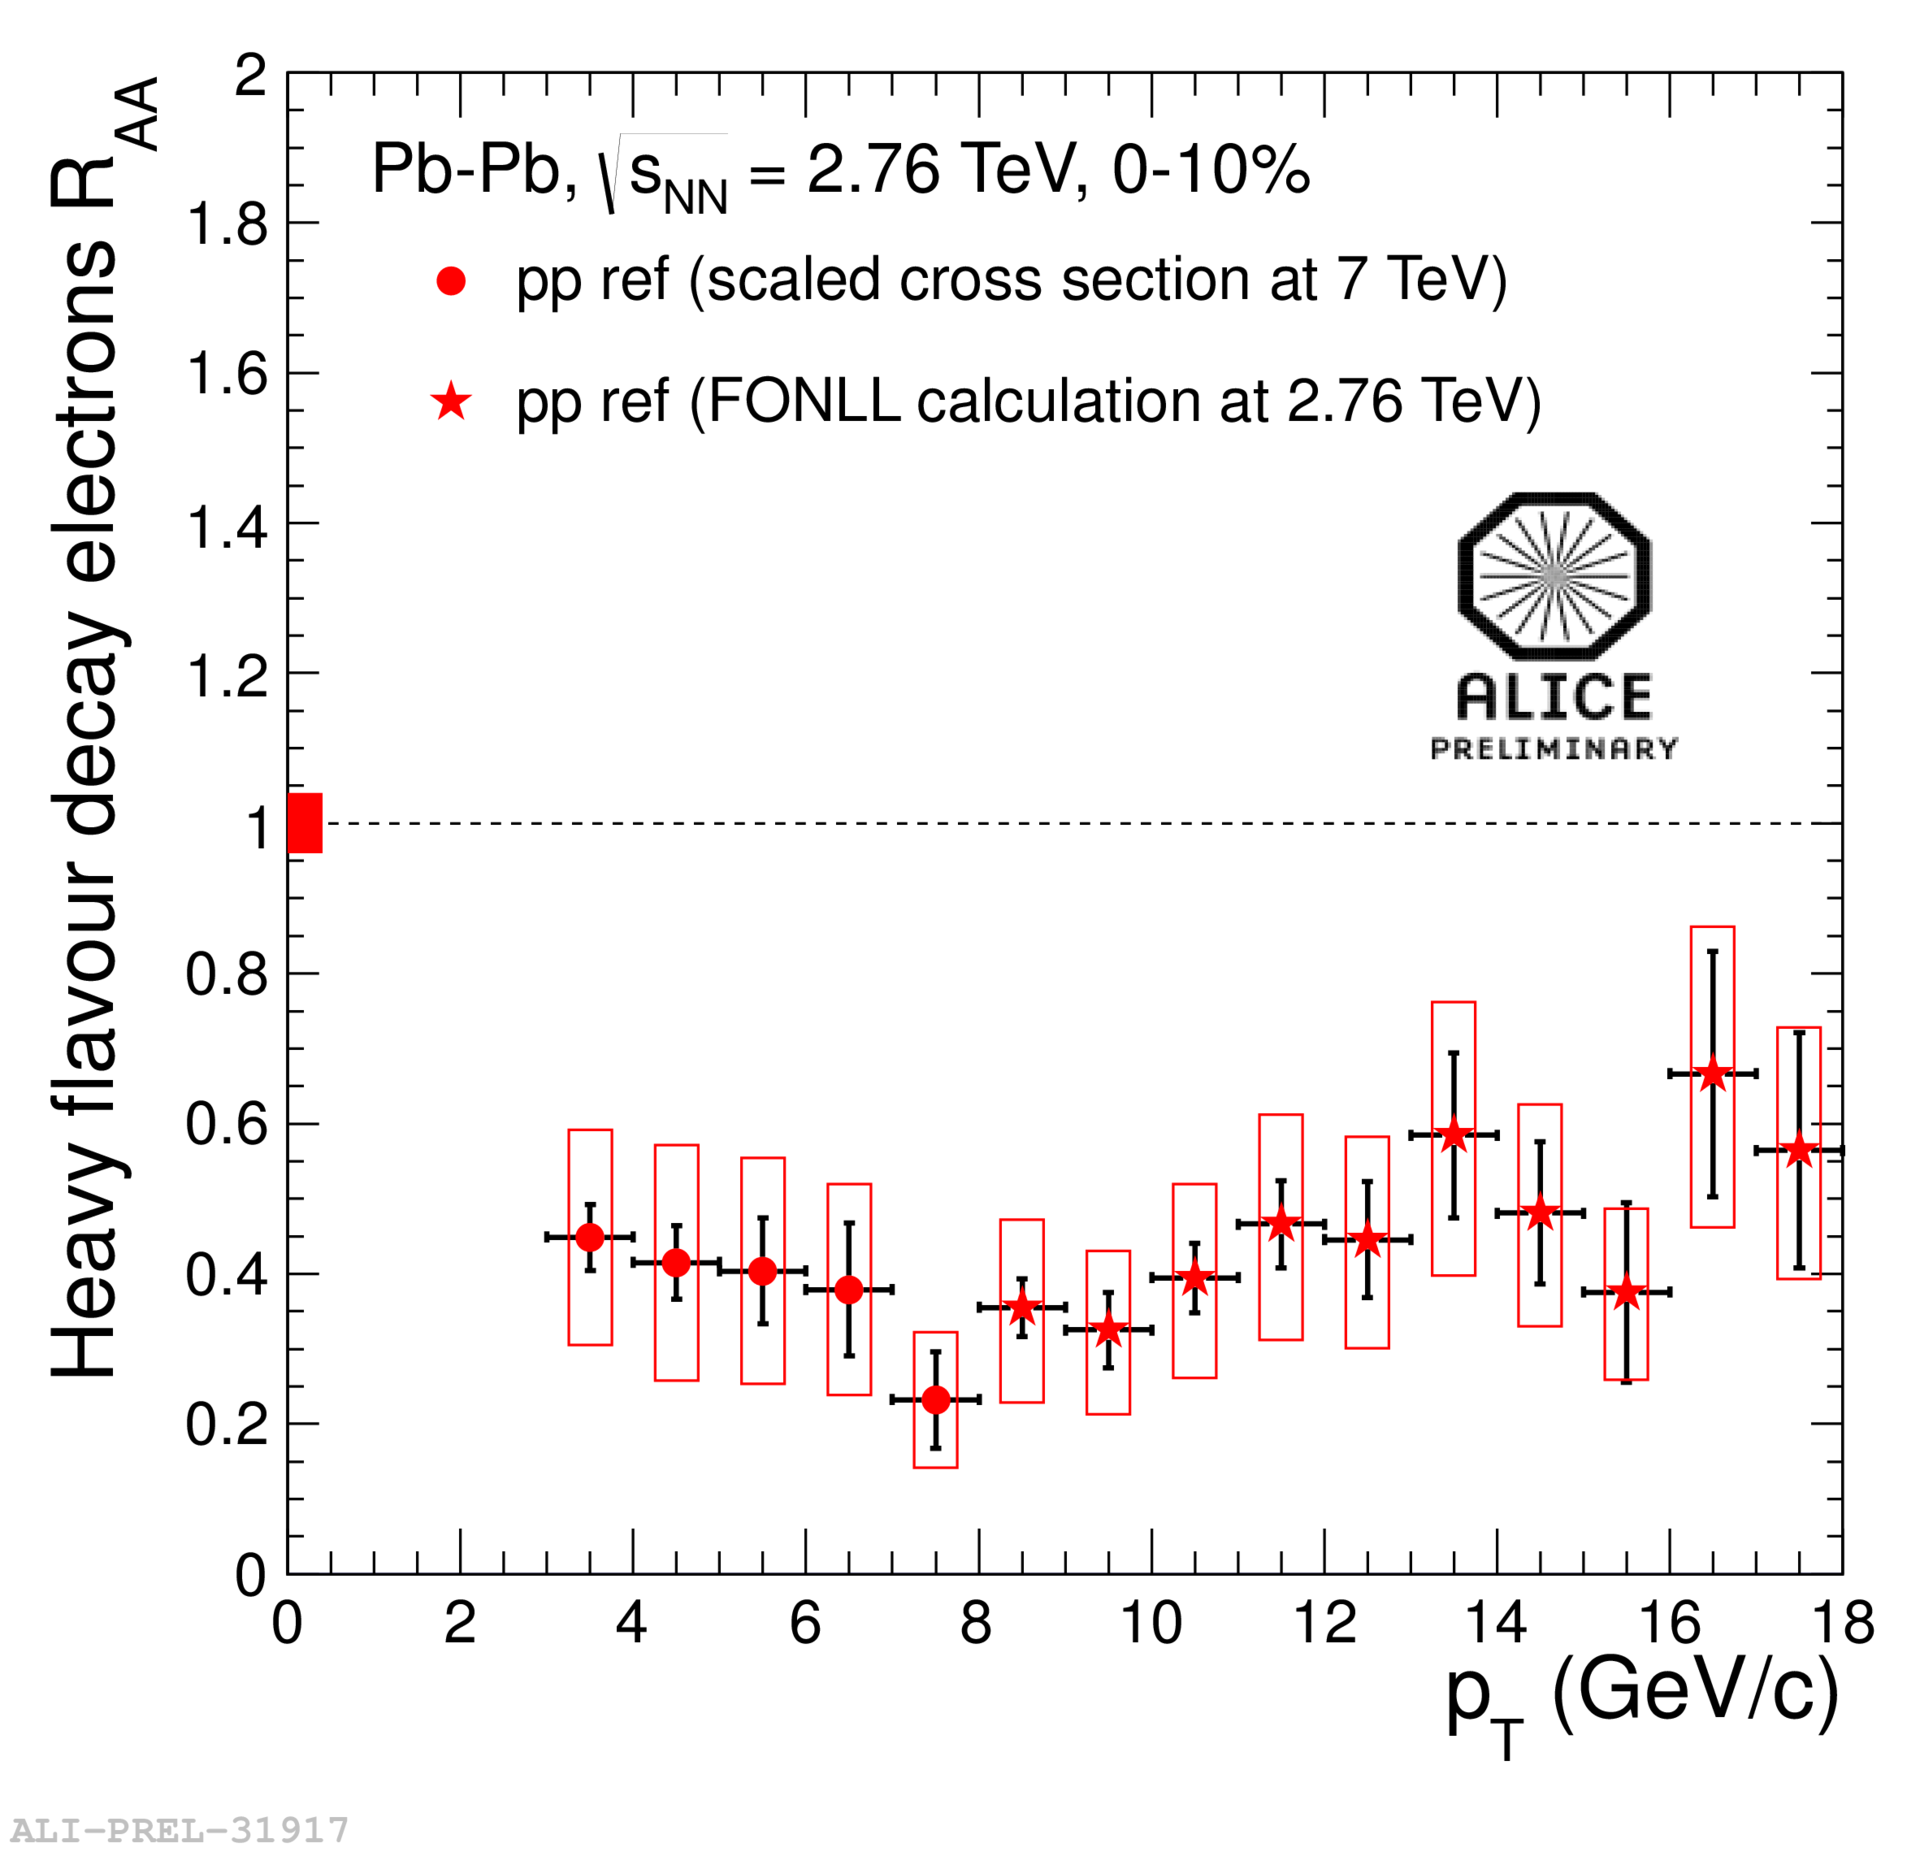 Heavy flavour decay electrons R_AA
2
1.8
1.6
1.4
1.2
1
0.8
0.6
0.4
0.2
0
Pb-Pb, √s_NN = 2.76 TeV, 0-10%
pp ref (scaled cross section at 7 TeV)
pp ref (FONLL calculation at 2.76 TeV)
ALICE
PRELIMINARY
0 2 4 6 8 10 12 14 16 18
p_T (GeV/c)
ALI-PREL-31917